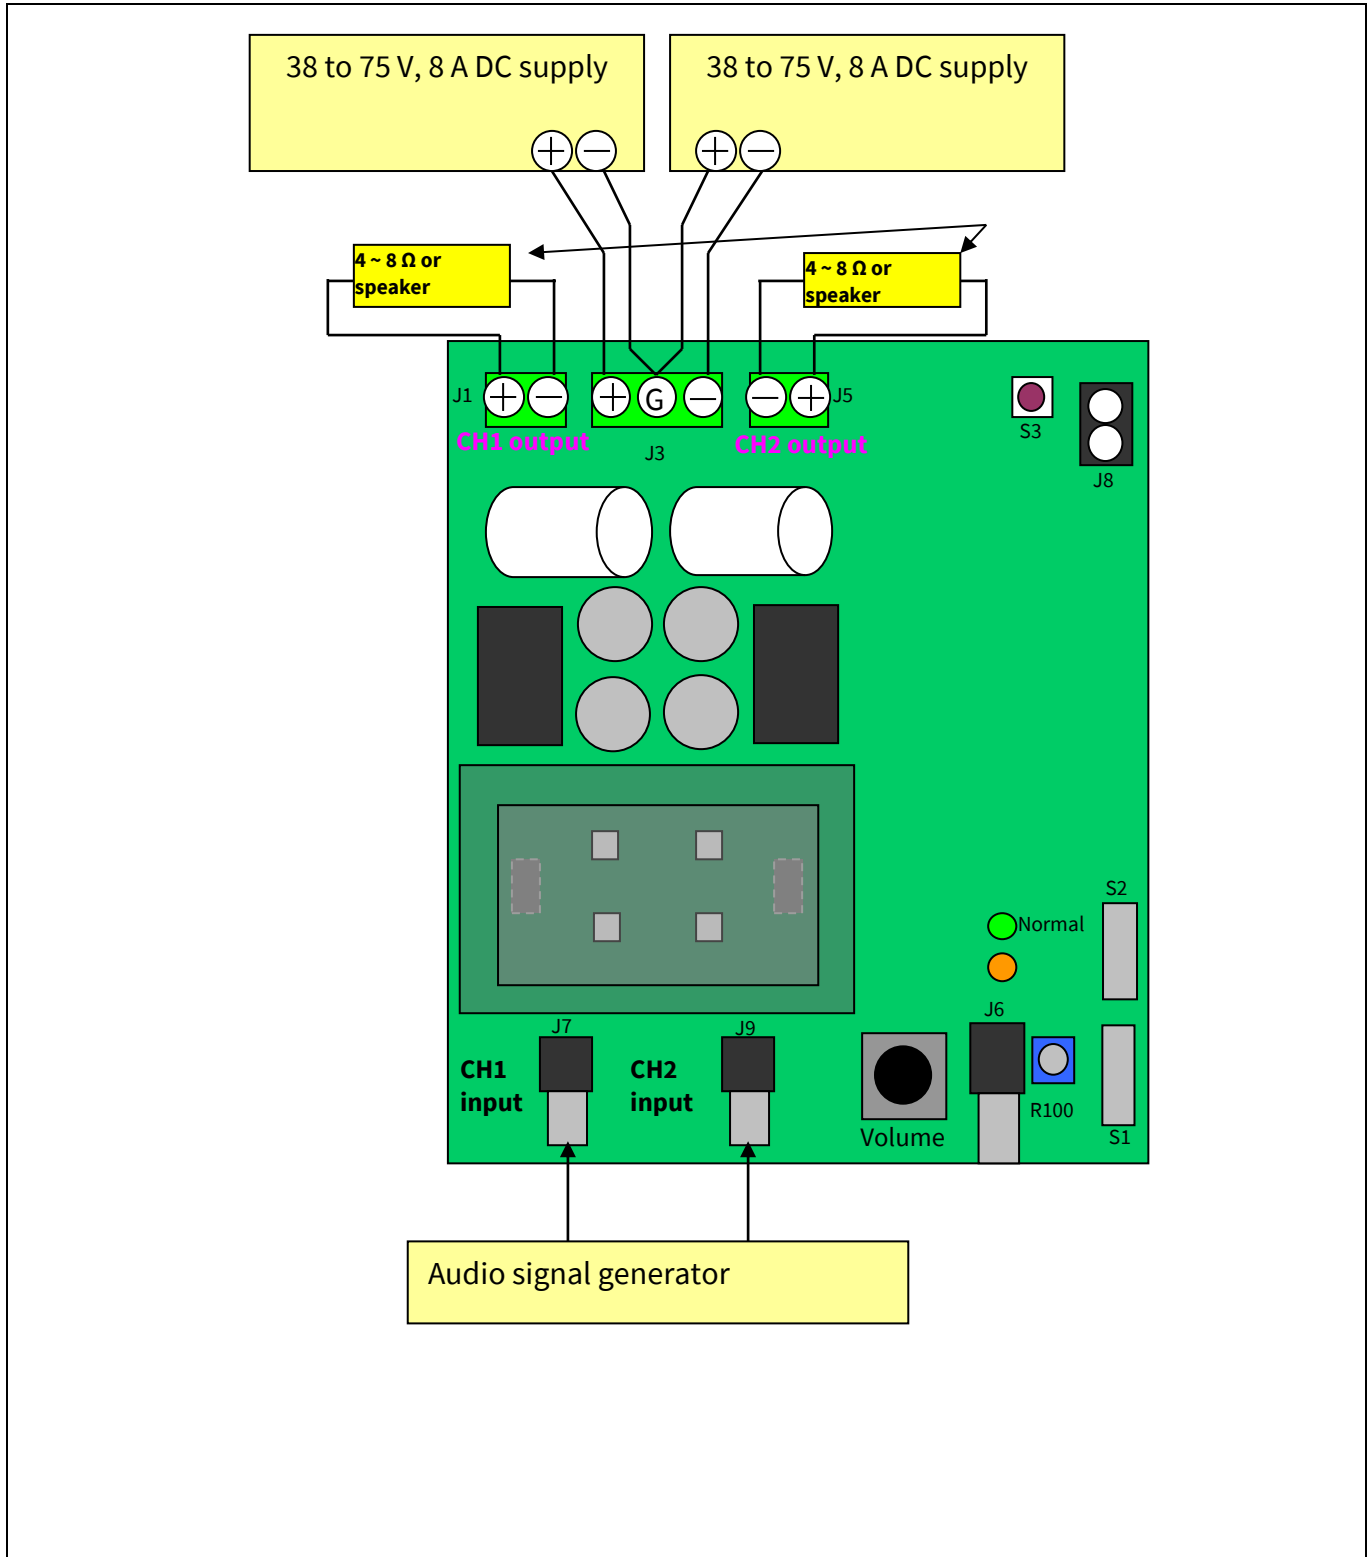 38 to 75 V, 8 A DC supply
38 to 75 V, 8 A DC supply
4 ~ 8 Ω or
speaker
4 ~ 8 Ω or
speaker
J1
G
J5
CH1 output
J3
CH2 output
S3
J8
S2
Normal
J6
J7
J9
CH1
input
CH2
input
R100
Volume
S1
Audio signal generator